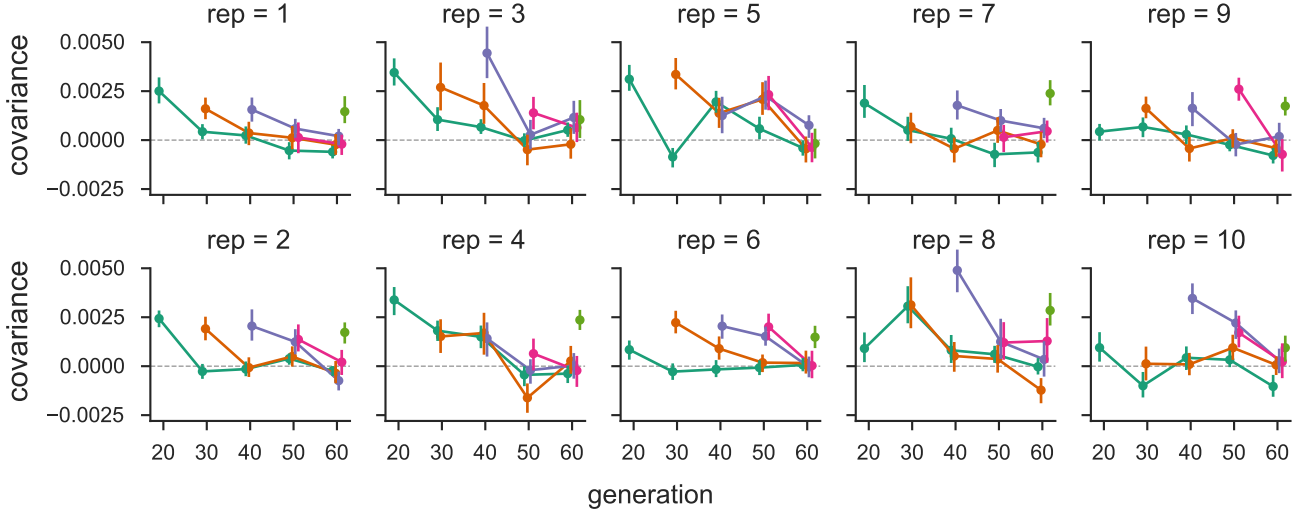 rep = 1 rep = 3 rep = 5 rep = 7 rep = 9
covariance
0.0050
0.0025
0.0000
−0.0025
rep = 2 rep = 4 rep = 6 rep = 8 rep = 10
covariance
0.0050
0.0025
0.0000
−0.0025
20 30 40 50 60 20 30 40 50 60 20 30 40 50 60 20 30 40 50 60 20 30 40 50 60
generation